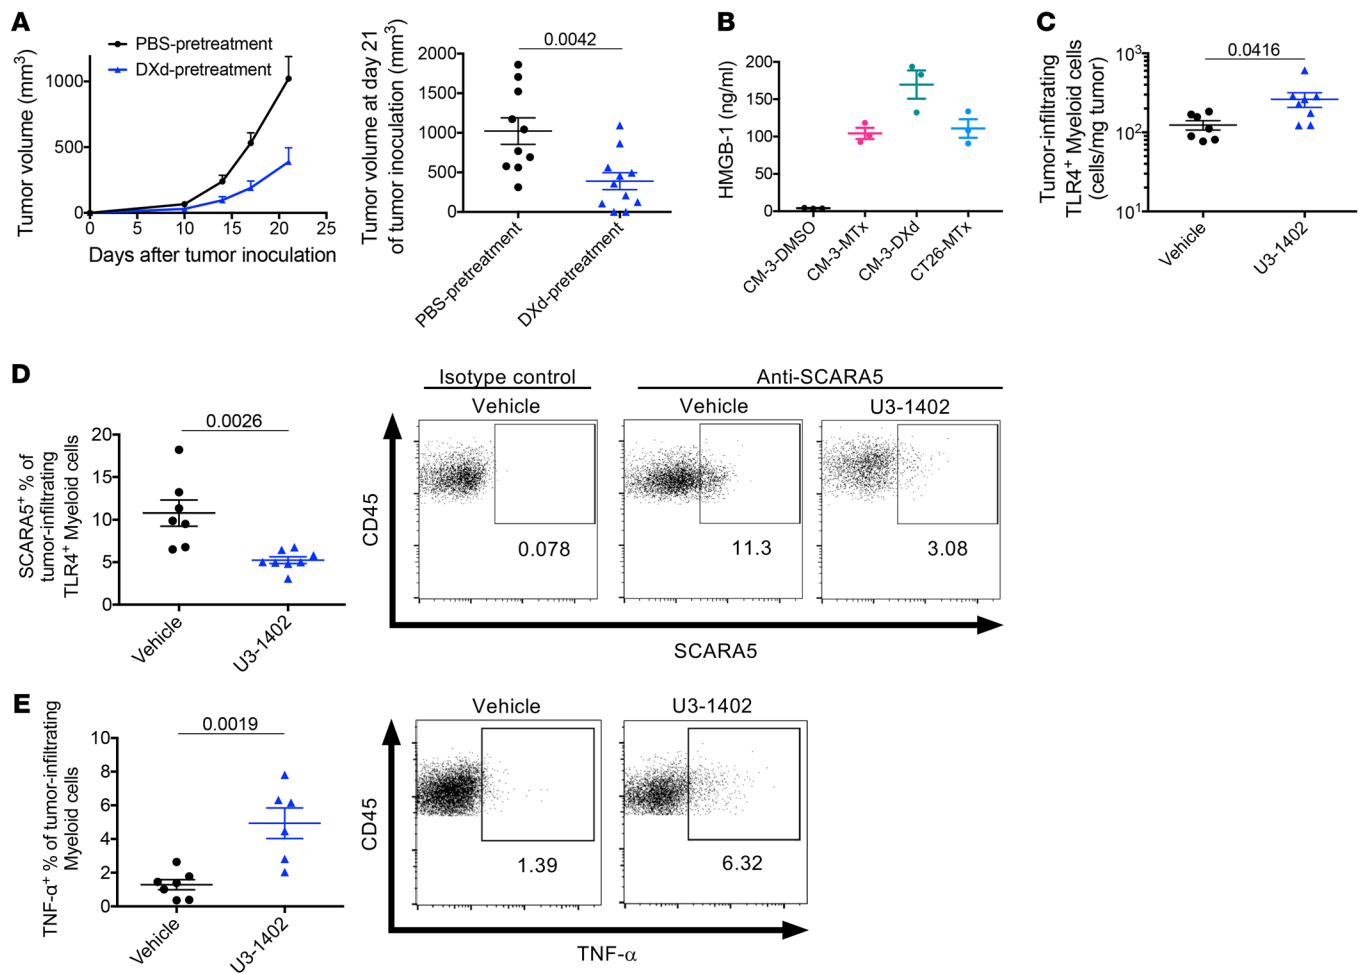 A
PBS-pretreatment
DXd-pretreatment
Tumor volume (mm³)
1000
500
0
0 5 10 15 20 25
Days after tumor inoculation
Tumor volume at day 21
of tumor inoculation (mm³)
0.0042
2000
1500
1000
500
0
PBS-pretreatment
DXd-pretreatment
B
HMGB-1 (ng/ml)
200
150
100
50
0
CM-3-DMSO
CM-3-MTx
CM-3-DXd
CT26-MTx
C
Tumor-infiltrating
TLR4⁺ Myeloid cells
(cells/mg tumor)
0.0416
10³
10²
10¹
Vehicle
U3-1402
D
SCARA5⁺ % of
tumor-infiltrating
TLR4⁺ Myeloid cells
0.0026
20
15
10
5
0
Vehicle
U3-1402
Isotype control
Anti-SCARA5
Vehicle
Vehicle
U3-1402
CD45
0.078
11.3
3.08
SCARA5
E
TNF-α⁺ % of tumor-infiltrating
Myeloid cells
0.0019
10
8
6
4
2
0
Vehicle
U3-1402
Vehicle
U3-1402
CD45
1.39
6.32
TNF-α